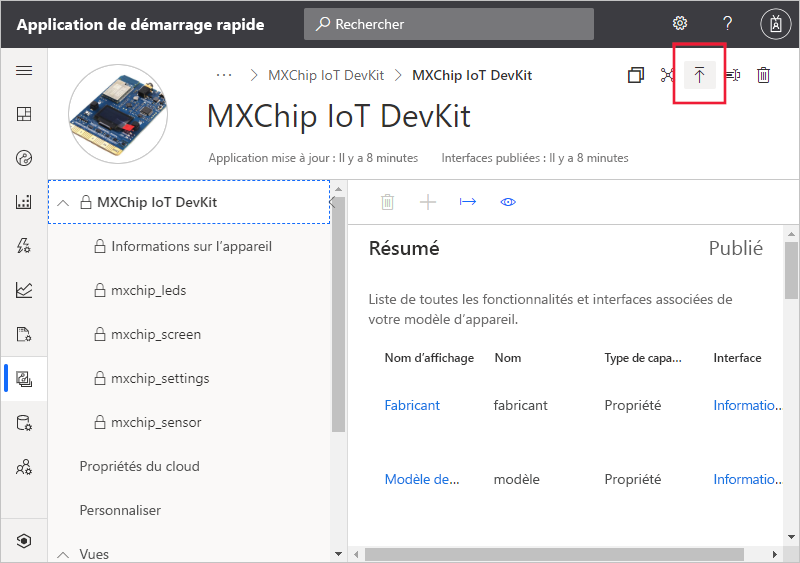 Application de démarrage rapide
Rechercher
?
... > MXChip IoT DevKit > MXChip IoT DevKit
MXChip IoT DevKit
Application mise à jour : Il y a 8 minutes Interfaces publiées : Il y a 8 minutes
MXChip IoT DevKit
Informations sur l’appareil
mxchip_leds
mxchip_screen
mxchip_settings
mxchip_sensor
Propriétés du cloud
Personnaliser
Vues
Résumé Publié
Liste de toutes les fonctionnalités et interfaces associées de
votre modèle d’appareil.
Nom d’affichage Nom Type de capa... Interface
Fabricant fabricant Propriété Informatio...
Modèle de... modèle Propriété Informatio...